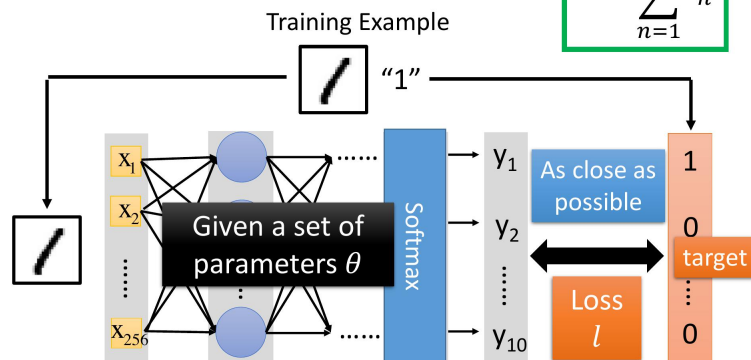 Training Example
∑
n=1
n
"1"
x₁
x₂
......
x₂₅₆
......
......
Given a set of
parameters θ
Softmax
y₁
y₂
......
y₁₀
As close as
possible
Loss
l
1
0
target
......
0